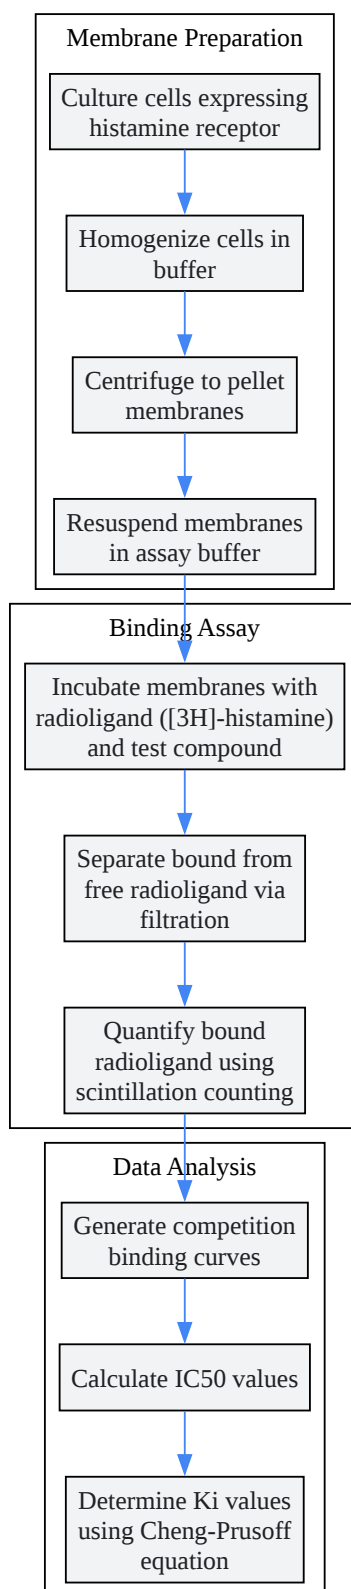 Membrane Preparation
Culture cells expressing
histamine receptor
Homogenize cells in
buffer
Centrifuge to pellet
membranes
Resuspend membranes
in assay buffer
Binding Assay
Incubate membranes with
radioligand ([3H]-histamine)
and test compound
Separate bound from
free radioligand via
filtration
Quantify bound
radioligand using
scintillation counting
Data Analysis
Generate competition
binding curves
Calculate IC50 values
Determine Ki values
using Cheng-Prusoff
equation